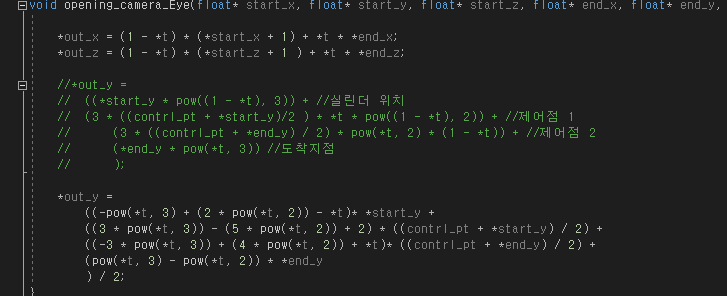 void opening_camera_Eye(float* start_x, float* start_y, float* start_z, float* end_x, float* end_y,
*out_x = (1 - *t) * (*start_x + 1) + *t * *end_x;
*out_z = (1 - *t) * (*start_z + 1 ) + *t * *end_z;
//*out_y =
// ((*start_y * pow((1 - *t), 3)) + //실린더 위치
// (3 * ((contrl_pt + *start_y)/2 ) * *t * pow((1 - *t), 2)) + //제어점 1
// (3 * ((contrl_pt + *end_y) / 2) * pow(*t, 2) * (1 - *t)) + //제어점 2
// (*end_y * pow(*t, 3)) //도착지점
// );
*out_y =
((-pow(*t, 3) + (2 * pow(*t, 2)) - *t)* *start_y +
((3 * pow(*t, 3)) - (5 * pow(*t, 2)) + 2) * ((contrl_pt + *start_y) / 2) +
((-3 * pow(*t, 3)) + (4 * pow(*t, 2)) + *t)* ((contrl_pt + *end_y) / 2) +
(pow(*t, 3) - pow(*t, 2)) * *end_y
) / 2;
}